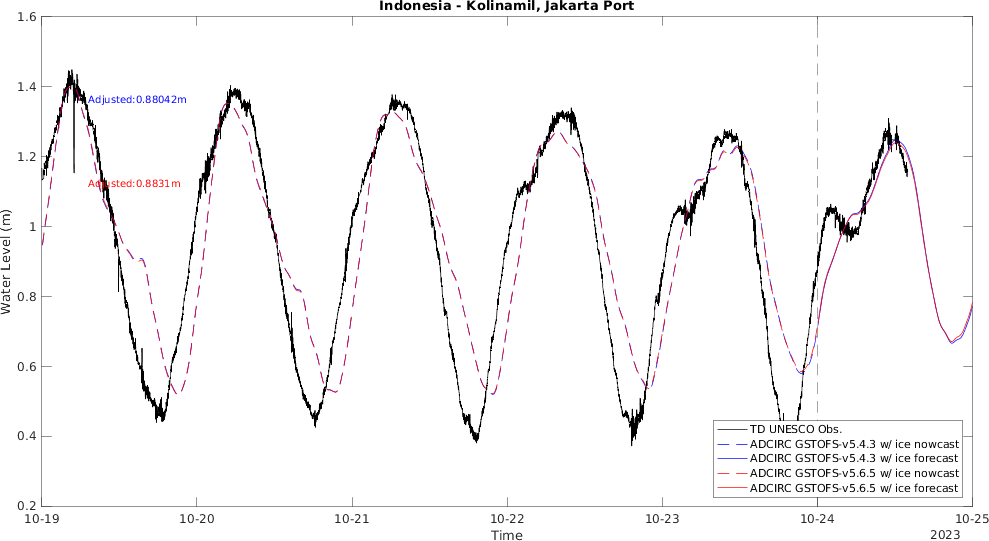 Indonesia - Kolinamil, Jakarta Port
1.6
1.4
1.2
1
0.8
0.6
0.4
0.2
Water Level (m)
Adjusted:0.88042m
Adjusted:0.8831m
TD UNESCO Obs.
ADCIRC GSTOFS-v5.4.3 w/ ice nowcast
ADCIRC GSTOFS-v5.4.3 w/ ice forecast
ADCIRC GSTOFS-v5.6.5 w/ ice nowcast
ADCIRC GSTOFS-v5.6.5 w/ ice forecast
10-19 10-20 10-21 10-22 10-23 10-24 10-25
Time
2023